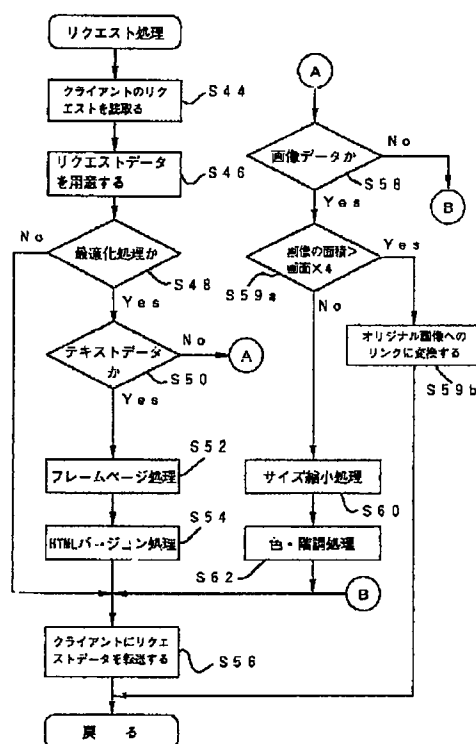 リクエスト処理
クライアントのリク
エストを読取る
S44
リクエストデータ
を用意する
S46
No
最適化処理か
S48
Yes
テキストデータ
か
No
A
S50
Yes
S52
フレームページ処理
S54
HTMLバージョン処理
クライアントにリクエ
ストデータを転送する
S56
戻る
A
画像データか
No
S58
B
Yes
画像の面積>
画面×4
Yes
S59a
No
オリジナル画像への
リンクに変換する
S59b
サイズ縮小処理
S60
色・階調処理
S62
B